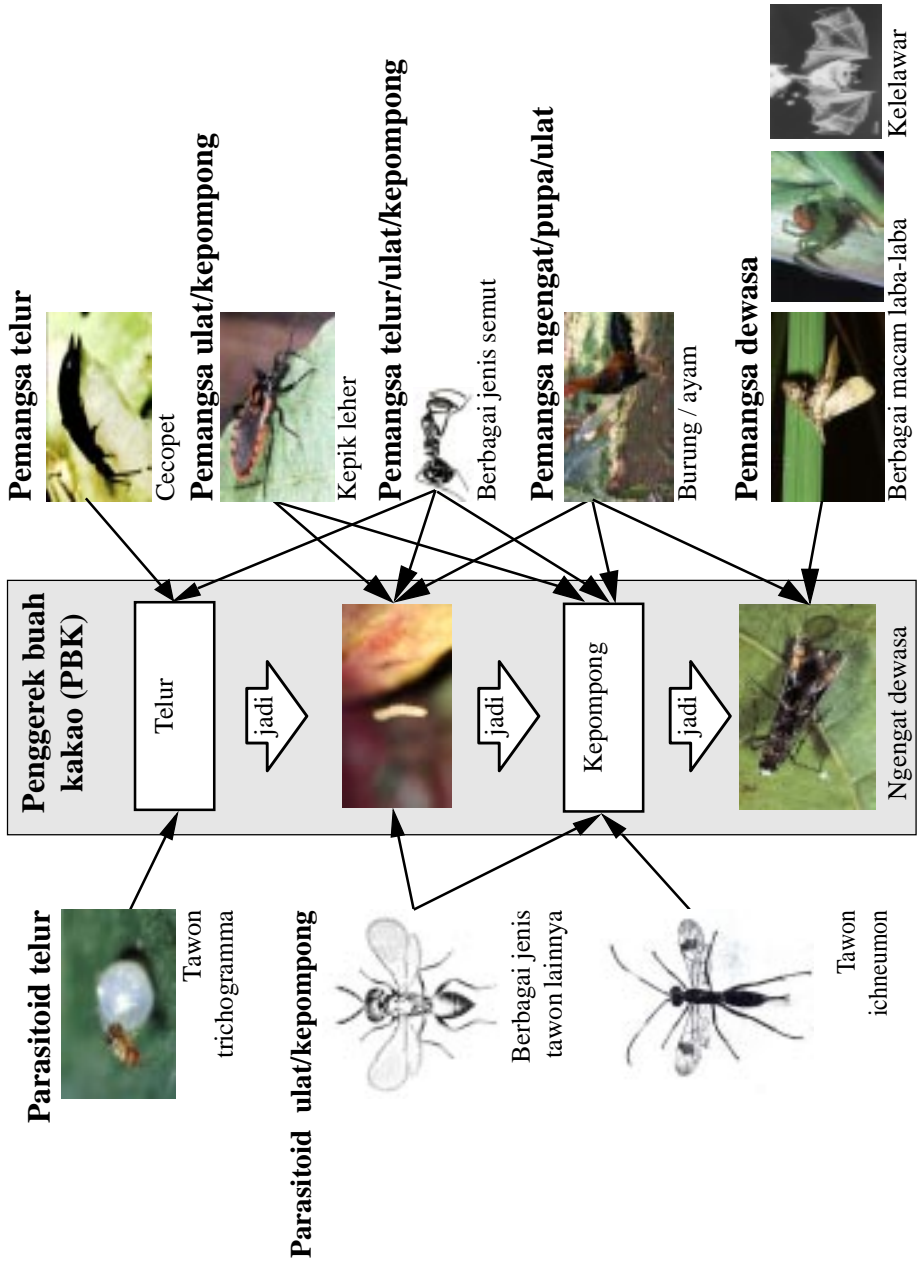 Parasitoid telur
Tawon
trichogramma
Parasitoid ulat/kepompong
Berbagai jenis
tawon lainnya
Tawon
ichneumon
Penggerek buah
kakao (PBK)
Telur
jadi
jadi
Kepompong
jadi
Ngengat dewasa
Pemangsa telur
Cecopet
Pemangsa ulat/kepompong
Kepik leher
Pemangsa telur/ulat/kepompong
Berbagai jenis semut
Pemangsa ngengat/pupa/ulat
Burung / ayam
Pemangsa dewasa
Berbagai macam laba-laba
Kelelawar